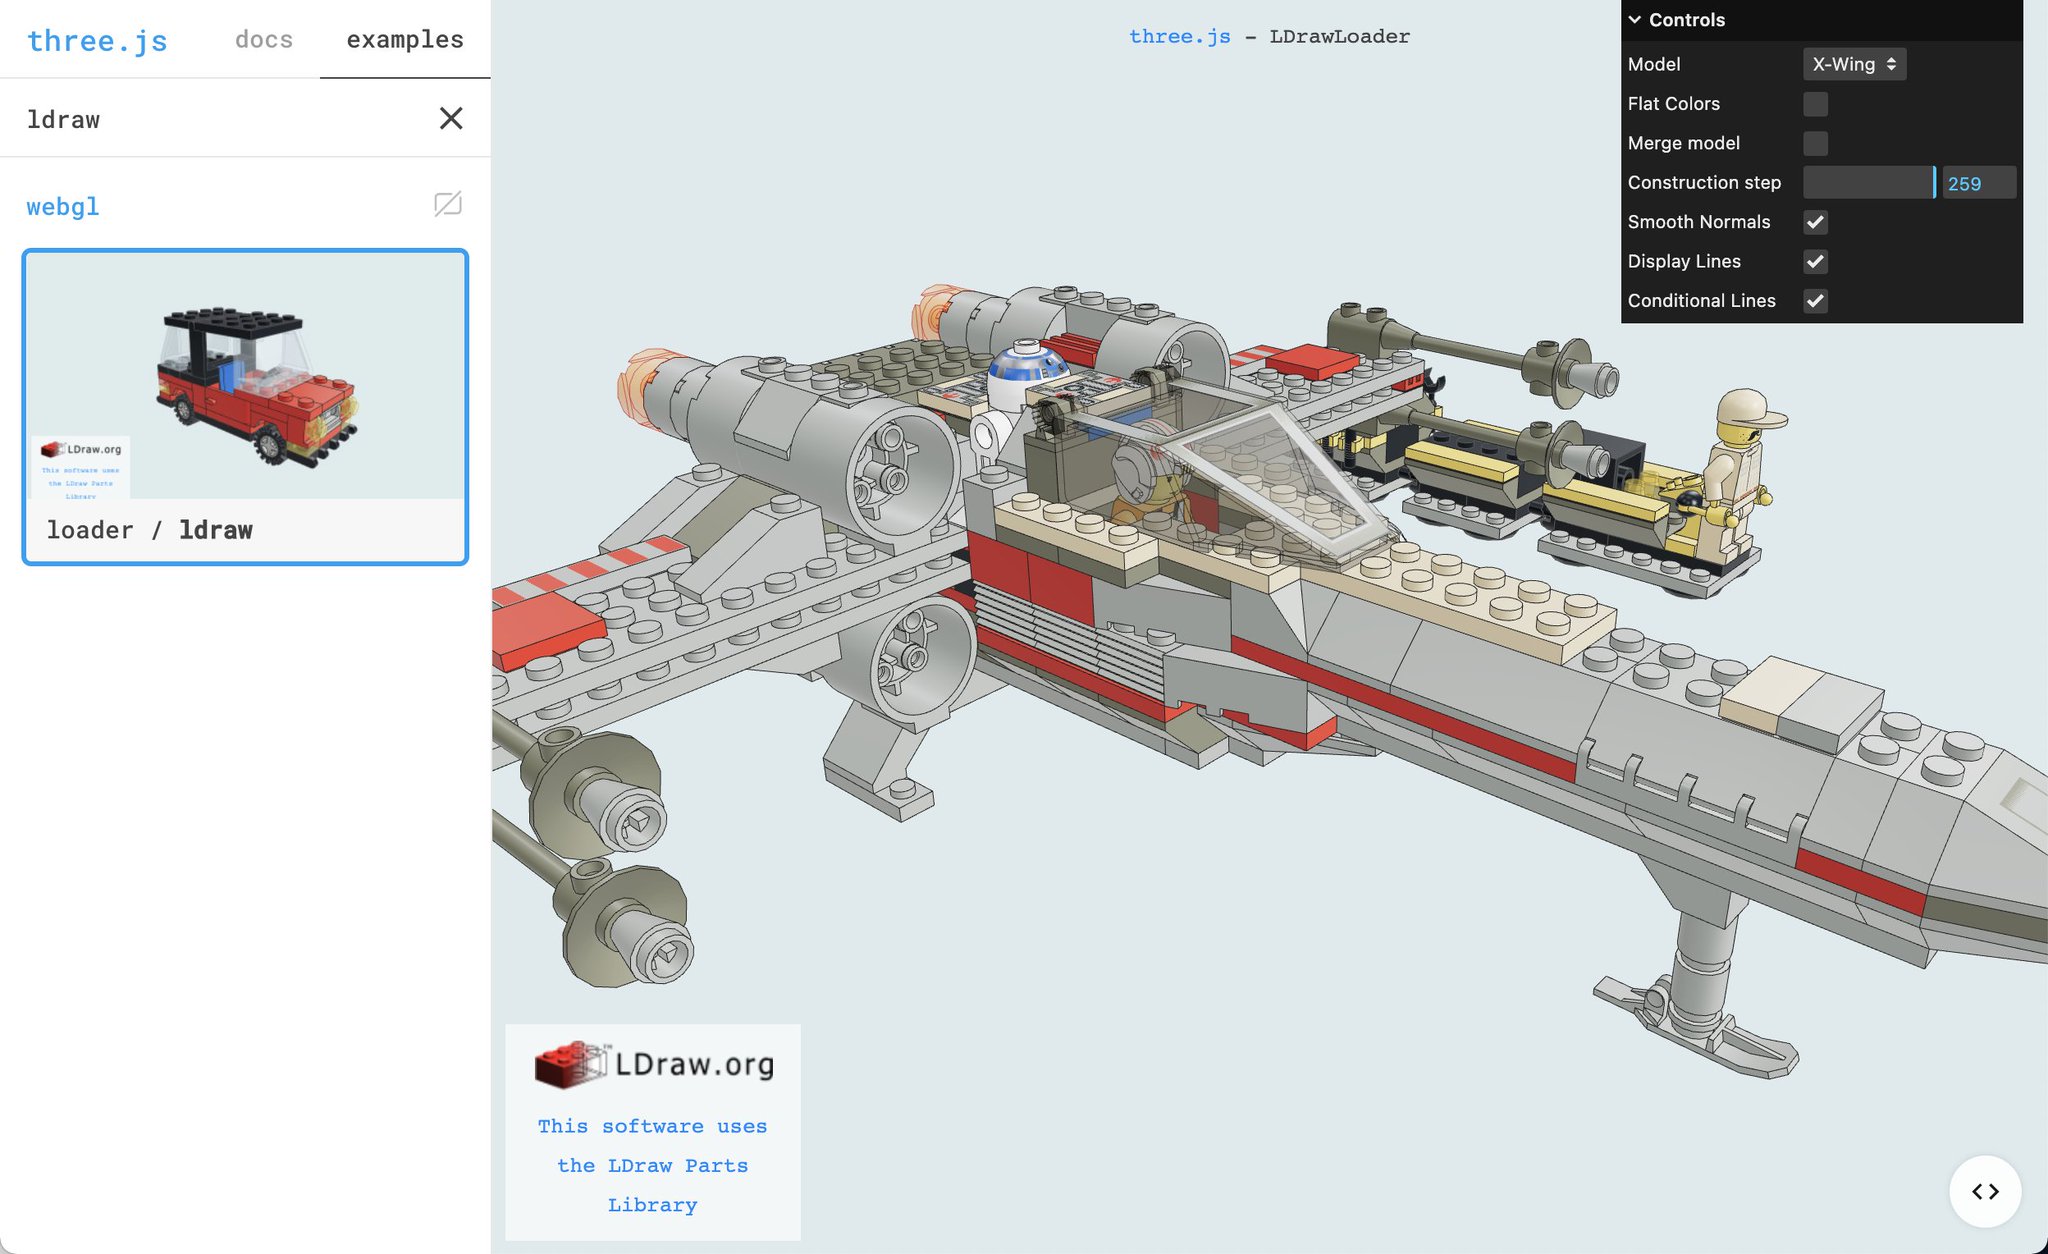 three.js
docs
examples
ldraw
webgl
LDraw.org
This software uses
the LDraw Parts
Library
loader / ldraw
three.js - LDrawLoader
Controls
Model
X-Wing
Flat Colors
Merge model
Construction step
259
Smooth Normals
Display Lines
Conditional Lines
LDraw.org™
This software uses
the LDraw Parts
Library